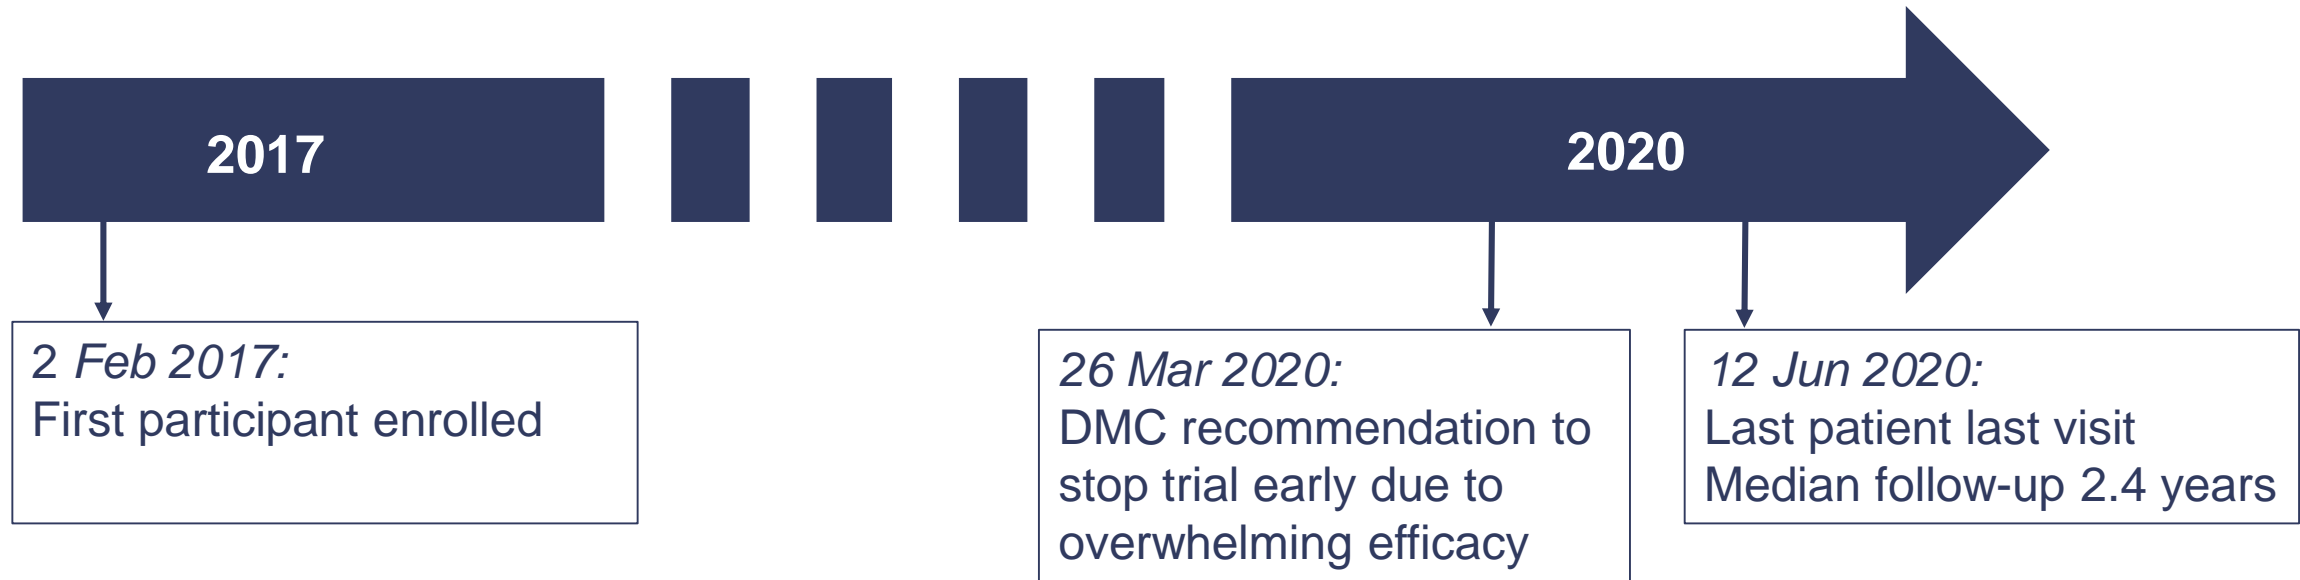 2017
2020
2 Feb 2017:
First participant enrolled
26 Mar 2020:
DMC recommendation to
stop trial early due to
overwhelming efficacy
12 Jun 2020:
Last patient last visit
Median follow-up 2.4 years